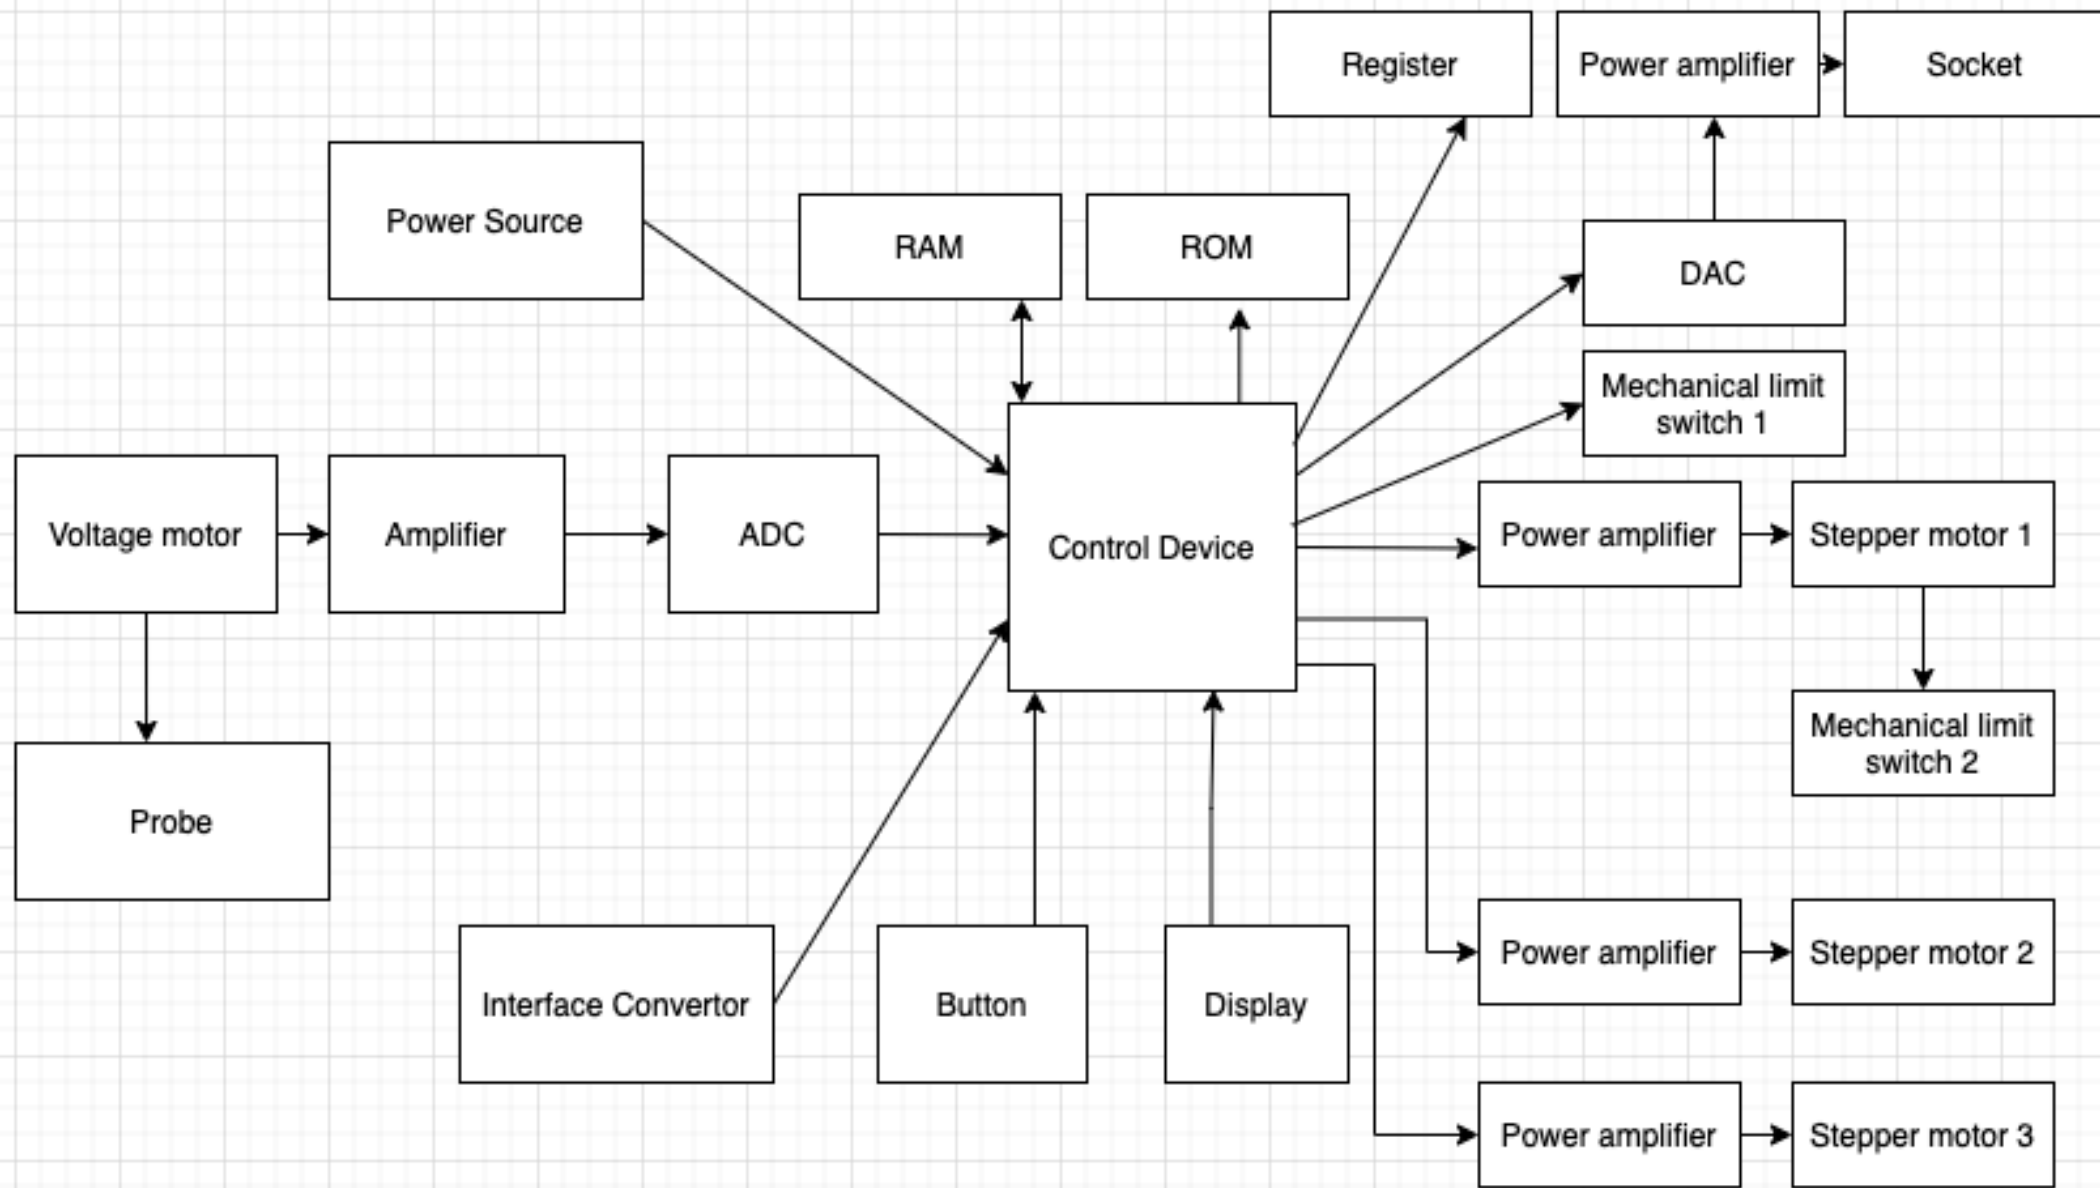 Register
Power amplifier
Socket
Power Source
RAM
ROM
DAC
Mechanical limit
switch 1
Voltage motor
Amplifier
ADC
Control Device
Power amplifier
Stepper motor 1
Mechanical limit
switch 2
Probe
Interface Convertor
Button
Display
Power amplifier
Stepper motor 2
Power amplifier
Stepper motor 3